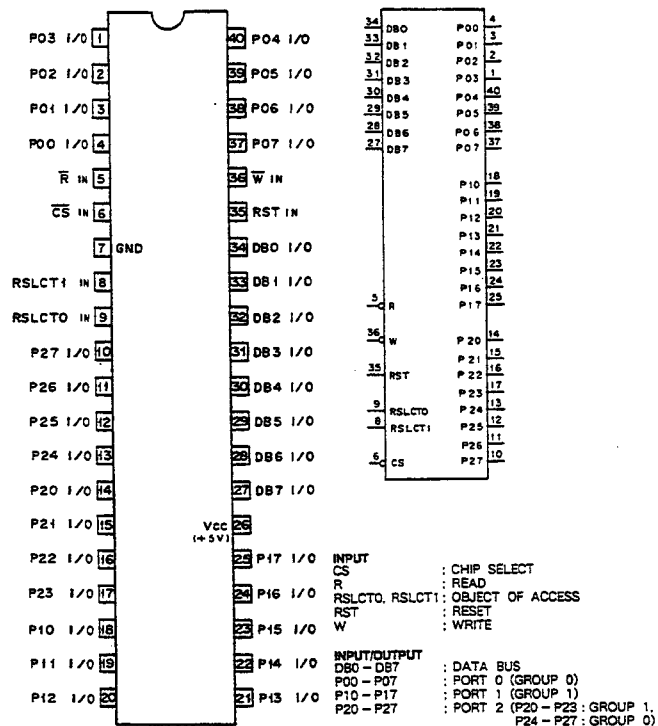 P03 I/O 1
P02 I/O 2
P01 I/O 3
P00 I/O 4
R IN 5
CS IN 6
7 GND
RSLCT1 IN 8
RSLCT0 IN 9
P27 I/O 10
P26 I/O 11
P25 I/O 12
P24 I/O 13
P20 I/O 14
P21 I/O 15
P22 I/O 16
P23 I/O 17
P10 I/O 18
P11 I/O 19
P12 I/O 20
40 P04 I/O
39 P05 I/O
38 P06 I/O
37 P07 I/O
36 W IN
35 RST IN
34 DB0 I/O
33 DB1 I/O
32 DB2 I/O
31 DB3 I/O
30 DB4 I/O
29 DB5 I/O
28 DB6 I/O
27 DB7 I/O
Vcc 26
(+5V)
25 P17 I/O
24 P16 I/O
23 P15 I/O
22 P14 I/O
21 P13 I/O
34 DB0
33 DB1
32 DB2
31 DB3
30 DB4
29 DB5
28 DB6
27 DB7
5 R
36 W
35 RST
9 RSLCT0
8 RSLCT1
6 CS
P00 4
P01 3
P02 2
P03 1
P04 40
P05 39
P06 38
P07 37
P10 18
P11 19
P12 20
P13 21
P14 22
P15 23
P16 24
P17 25
P20 14
P21 15
P22 16
P23 17
P24 13
P25 12
P26 11
P27 10
INPUT
CS : CHIP SELECT
R : READ
RSLCT0, RSLCT1 : OBJECT OF ACCESS
RST : RESET
W : WRITE
INPUT/OUTPUT
DB0 - DB7 : DATA BUS
P00 - P07 : PORT 0 (GROUP 0)
P10 - P17 : PORT 1 (GROUP 1)
P20 - P27 : PORT 2 (P20 - P23 : GROUP 1,
P24 - P27 : GROUP 0)